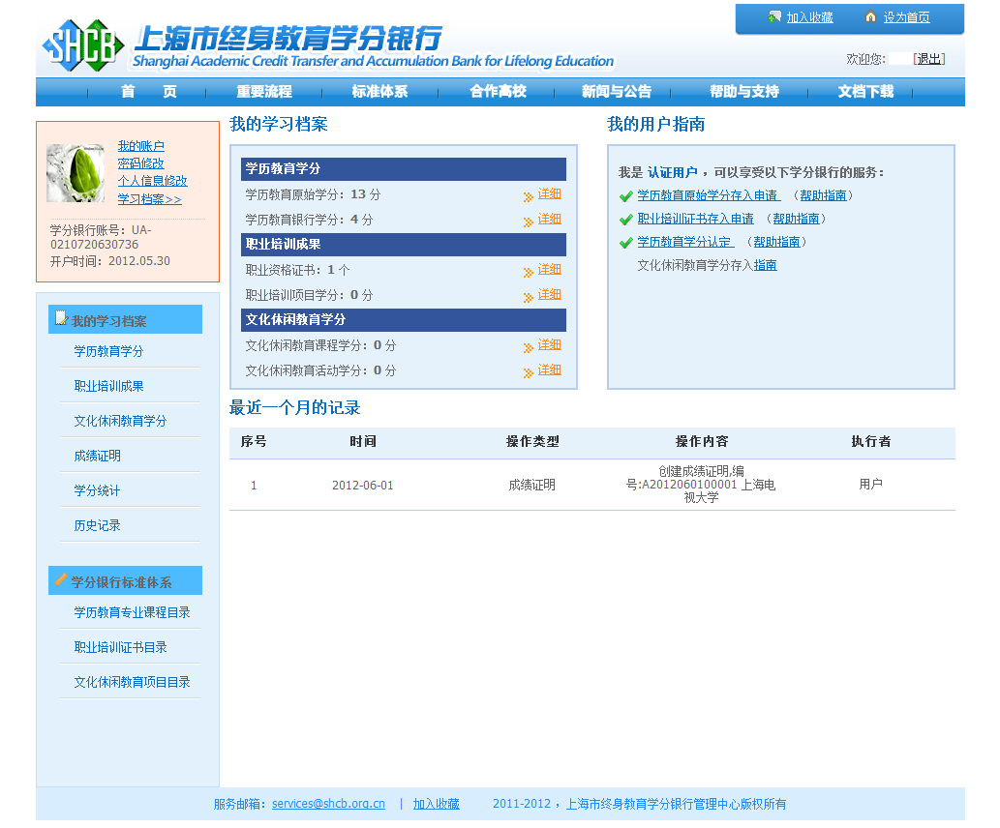 加入收藏 设为首页
SHCB
上海市终身教育学分银行
Shanghai Academic Credit Transfer and Accumulation Bank for Lifelong Education
欢迎您: [退出]
首 页 重要流程 标准体系 合作高校 新闻与公告 帮助与支持 文档下载
我的账户
密码修改
个人信息修改
学习档案>>
学分银行账号：UA-
0210720630736
开户时间：2012.05.30
我的学习档案
学历教育学分
职业培训成果
文化休闲教育学分
成绩证明
学分统计
历史记录
学分银行标准体系
学历教育专业课程目录
职业培训证书目录
文化休闲教育项目目录
我的学习档案
学历教育学分
学历教育原始学分：13 分 详细
学历教育银行学分：4 分 详细
职业培训成果
职业资格证书：1 个 详细
职业培训项目学分：0 分 详细
文化休闲教育学分
文化休闲教育课程学分：0 分 详细
文化休闲教育活动学分：0 分 详细
我的用户指南
我是 认证用户 ，可以享受以下学分银行的服务：
学历教育原始学分存入申请 （帮助指南）
职业培训证书存入申请 （帮助指南）
学历教育学分认定 （帮助指南）
文化休闲教育学分存入指南
最近一个月的记录
序号 时间 操作类型 操作内容 执行者
1 2012-06-01 成绩证明 创建成绩证明,编
号:A2012060100001 上海电
视大学 用户
服务邮箱：services@shcb.org.cn | 加入收藏 2011-2012 ，上海市终身教育学分银行管理中心版权所有